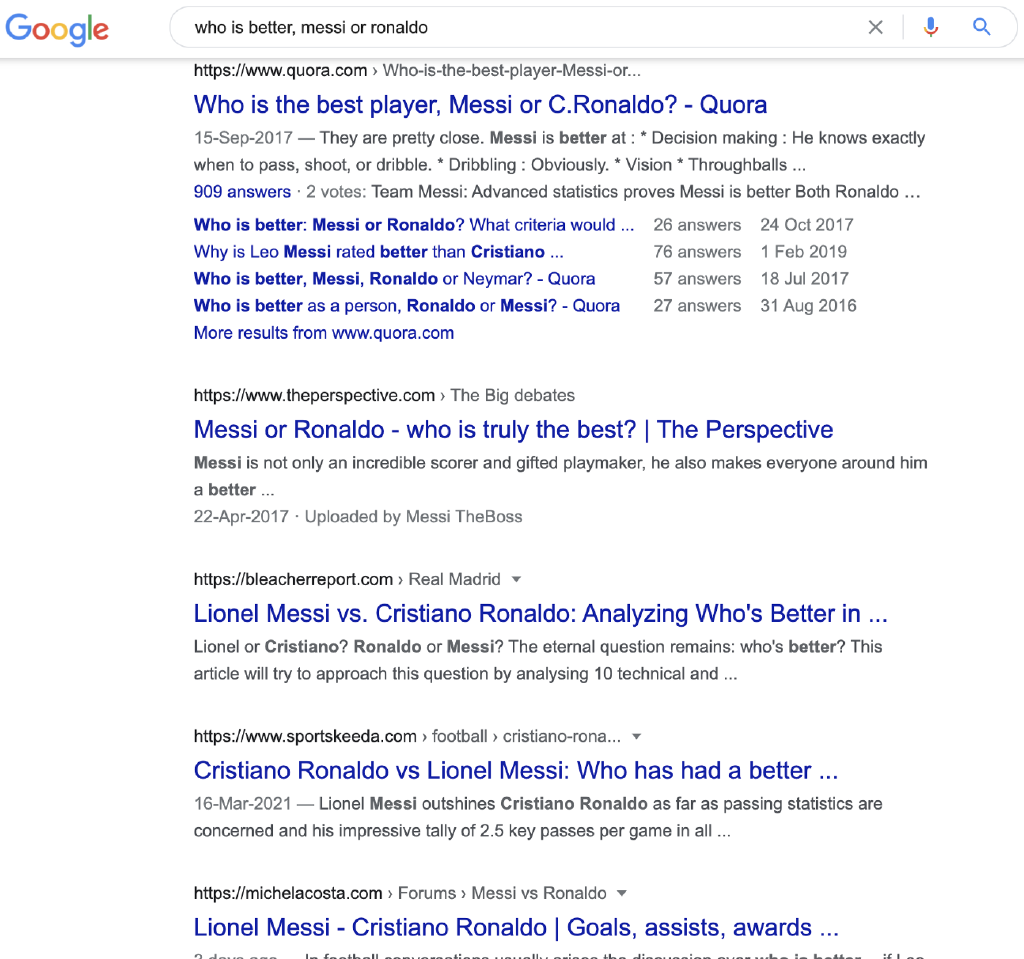 Google
who is better, messi or ronaldo
https://www.quora.com › Who-is-the-best-player-Messi-or...
Who is the best player, Messi or C.Ronaldo? - Quora
15-Sep-2017 — They are pretty close. Messi is better at : * Decision making : He knows exactly
when to pass, shoot, or dribble. * Dribbling : Obviously. * Vision * Throughballs ...
909 answers · 2 votes: Team Messi: Advanced statistics proves Messi is better Both Ronaldo ...
Who is better: Messi or Ronaldo? What criteria would ... 26 answers 24 Oct 2017
Why is Leo Messi rated better than Cristiano ... 76 answers 1 Feb 2019
Who is better, Messi, Ronaldo or Neymar? - Quora 57 answers 18 Jul 2017
Who is better as a person, Ronaldo or Messi? - Quora 27 answers 31 Aug 2016
More results from www.quora.com
https://www.theperspective.com › The Big debates
Messi or Ronaldo - who is truly the best? | The Perspective
Messi is not only an incredible scorer and gifted playmaker, he also makes everyone around him
a better ...
22-Apr-2017 · Uploaded by Messi TheBoss
https://bleacherreport.com › Real Madrid
Lionel Messi vs. Cristiano Ronaldo: Analyzing Who's Better in ...
Lionel or Cristiano? Ronaldo or Messi? The eternal question remains: who's better? This
article will try to approach this question by analysing 10 technical and ...
https://www.sportskeeda.com › football › cristiano-rona...
Cristiano Ronaldo vs Lionel Messi: Who has had a better ...
16-Mar-2021 — Lionel Messi outshines Cristiano Ronaldo as far as passing statistics are
concerned and his impressive tally of 2.5 key passes per game in all ...
https://michelacosta.com › Forums › Messi vs Ronaldo
Lionel Messi - Cristiano Ronaldo | Goals, assists, awards ...